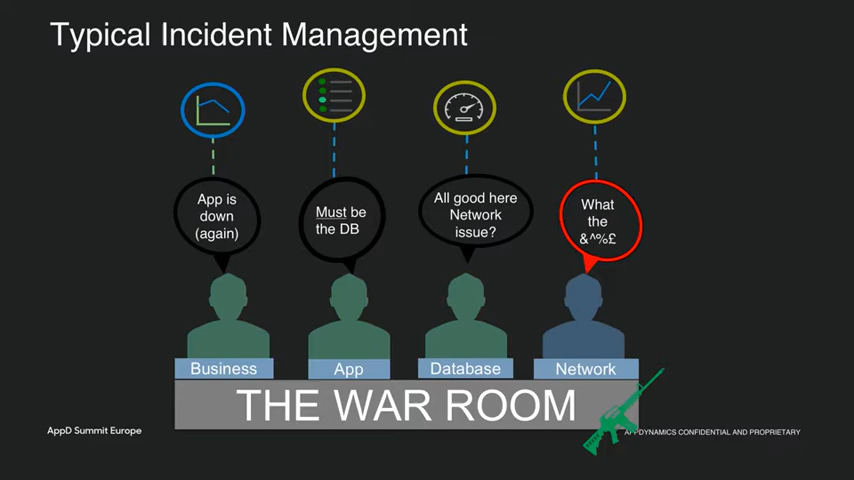 Typical Incident Management
App is
down
(again)
Must be
the DB
All good here
Network
issue?
What
the
&^%£
Business
App
Database
Network
THE WAR ROOM
AppD Summit Europe
APPDYNAMICS CONFIDENTIAL AND PROPRIETARY